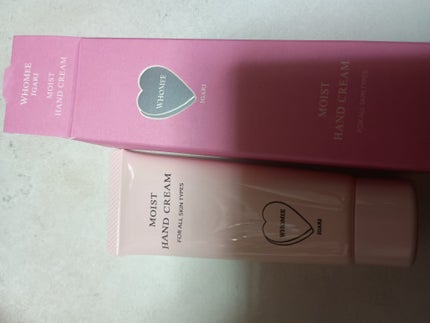 WHOMEE
IGARI
MOIST
HAND CREAM
WHOMEE
IGARI
MOIST
HAND CREAM
FOR ALL SKIN TYPES
MOIST
HAND CREAM
FOR ALL SKIN TYPES
WHOMEE
IGARI